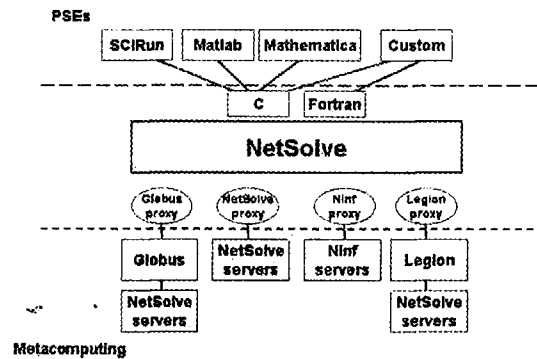 PSEs
SCIRun Matlab Mathematica Custom
C Fortran
NetSolve
Globus proxy
NetSolve proxy
Ninf proxy
Legion proxy
Globus
NetSolve servers
Ninf servers
Legion
NetSolve servers
NetSolve servers
Metacomputing